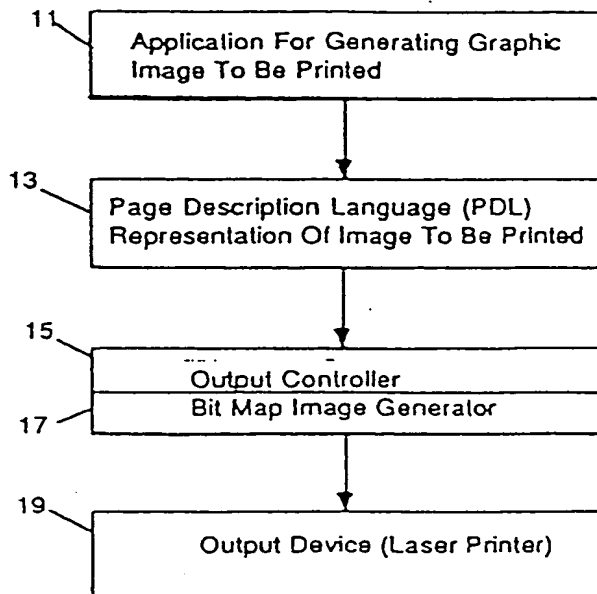 11
Application For Generating Graphic
Image To Be Printed
13
Page Description Language (PDL)
Representation Of Image To Be Printed
15
Output Controller
17
Bit Map Image Generator
19
Output Device (Laser Printer)